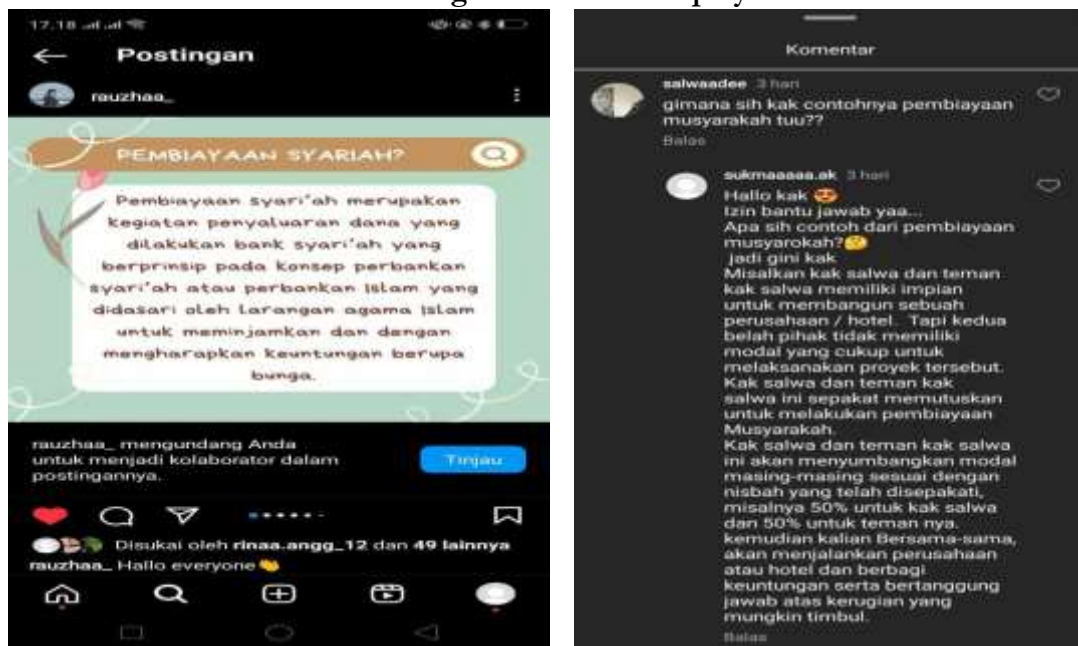 17.18
Postingan
rauzhaa_
PEMBIAYAAN SYARIAH?
Pembiayaan syari'ah merupakan
kegiatan penyaluran dana yang
dilakukan bank syari'ah yang
berprinsip pada konsep perbankan
syari'ah atau perbankan Islam yang
didasari oleh larangan agama Islam
untuk meminjamkan dan dengan
mengharapkan keuntungan berupa
bunga.
rauzhaa_ mengundang Anda
untuk menjadi kolaborator dalam
postingannya.
Tinjau
Disukai oleh rinaa.angg_12 dan 49 lainnya
rauzhaa_ Hallo everyone👏
Komentar
salwaadee 3 hari
gimana sih kak contohnya pembiayaan
musyarakah tuu??
Balas
sukmaaaaa.ak 3 hari
Hallo kak 😍
Izin bantu jawab yaa...
Apa sih contoh dari pembiayaan
musyarokah?🤔
jadi gini kak
Misalkan kak salwa dan teman
kak salwa memiliki impian
untuk membangun sebuah
perusahaan / hotel. Tapi kedua
belah pihak tidak memiliki
modal yang cukup untuk
melaksanakan proyek tersebut.
Kak salwa dan teman kak
salwa ini sepakat memutuskan
untuk melakukan pembiayaan
Musyarakah.
Kak salwa dan teman kak salwa
ini akan menyumbangkan modal
masing-masing sesuai dengan
nisbah yang telah disepakati,
misalnya 50% untuk kak salwa
dan 50% untuk teman nya.
kemudian kalian Bersama-sama,
akan menjalankan perusahaan
atau hotel dan berbagi
keuntungan serta bertanggung
jawab atas kerugian yang
mungkin timbul.
Balas